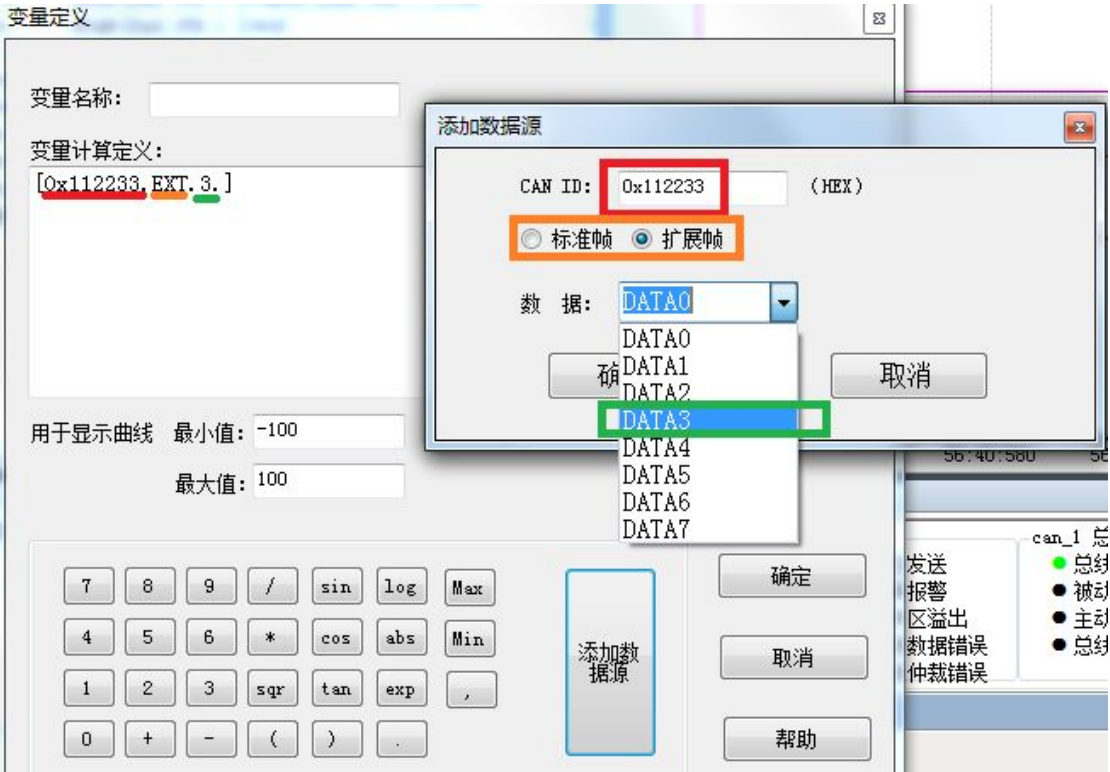 变量定义
变量名称:
变量计算定义:
[0x112233.EXT.3.]
添加数据源
CAN ID: 0x112233 (HEX)
标准帧 扩展帧
数 据: DATA0
DATA0
DATA1
DATA2
DATA3
DATA4
DATA5
DATA6
DATA7
取消
用于显示曲线 最小值: -100
最大值: 100
56:40:580
7 8 9 / sin log Max
4 5 6 * cos abs Min
1 2 3 sqr tan exp ,
0 + - ( ) .
添加数
据源
确定
取消
帮助
发送
报警
区溢出
数据错误
仲裁错误
can_1